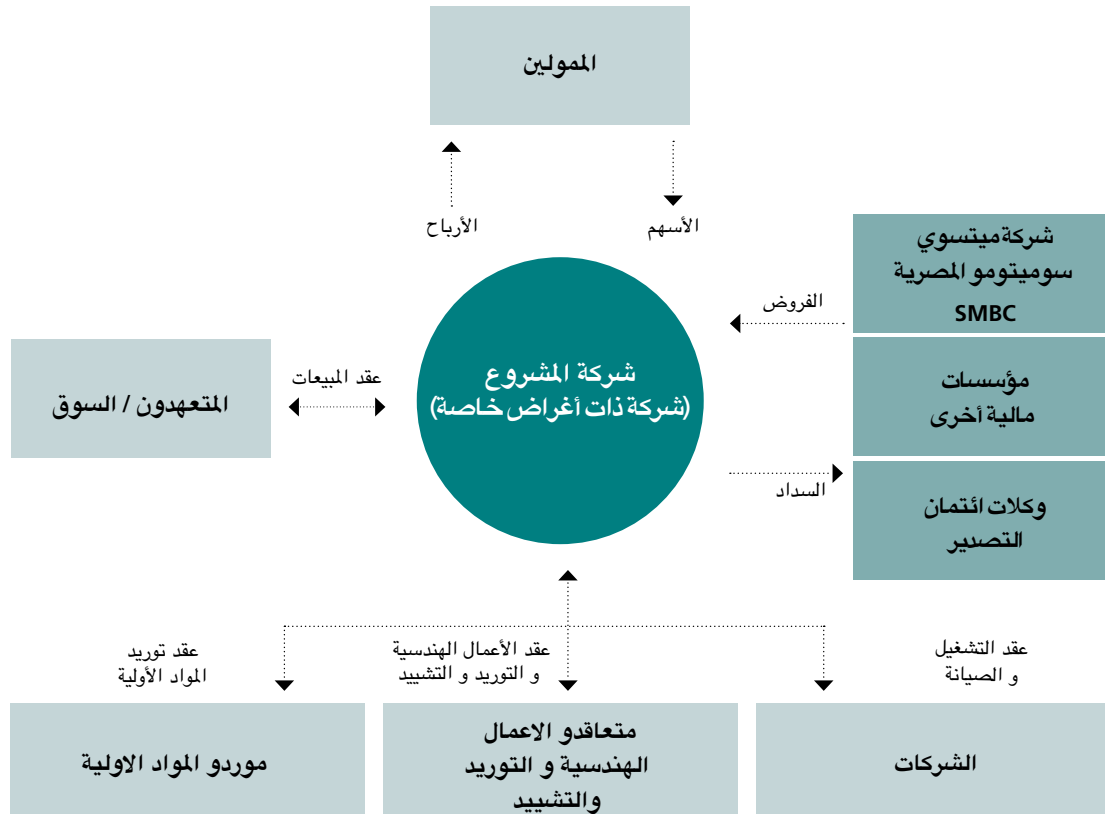 الممولين
الأرباح
الأسهم
شركة ميتسوي
سوميتومو المصرية
SMBC
الفروض
مؤسسات
مالية أخرى
شركة المشروع
(شركة ذات أغراض خاصة)
عقد المبيعات
المتعهدون / السوق
السداد
وكلات ائتمان
التصدير
عقد التشغيل
و الصيانة
عقد الأعمال الهندسية
و التوريد و التشييد
عقد توريد
المواد الأولية
الشركات
متعاقدو الاعمال
الهندسية و التوريد
والتشييد
موردو المواد الاولية